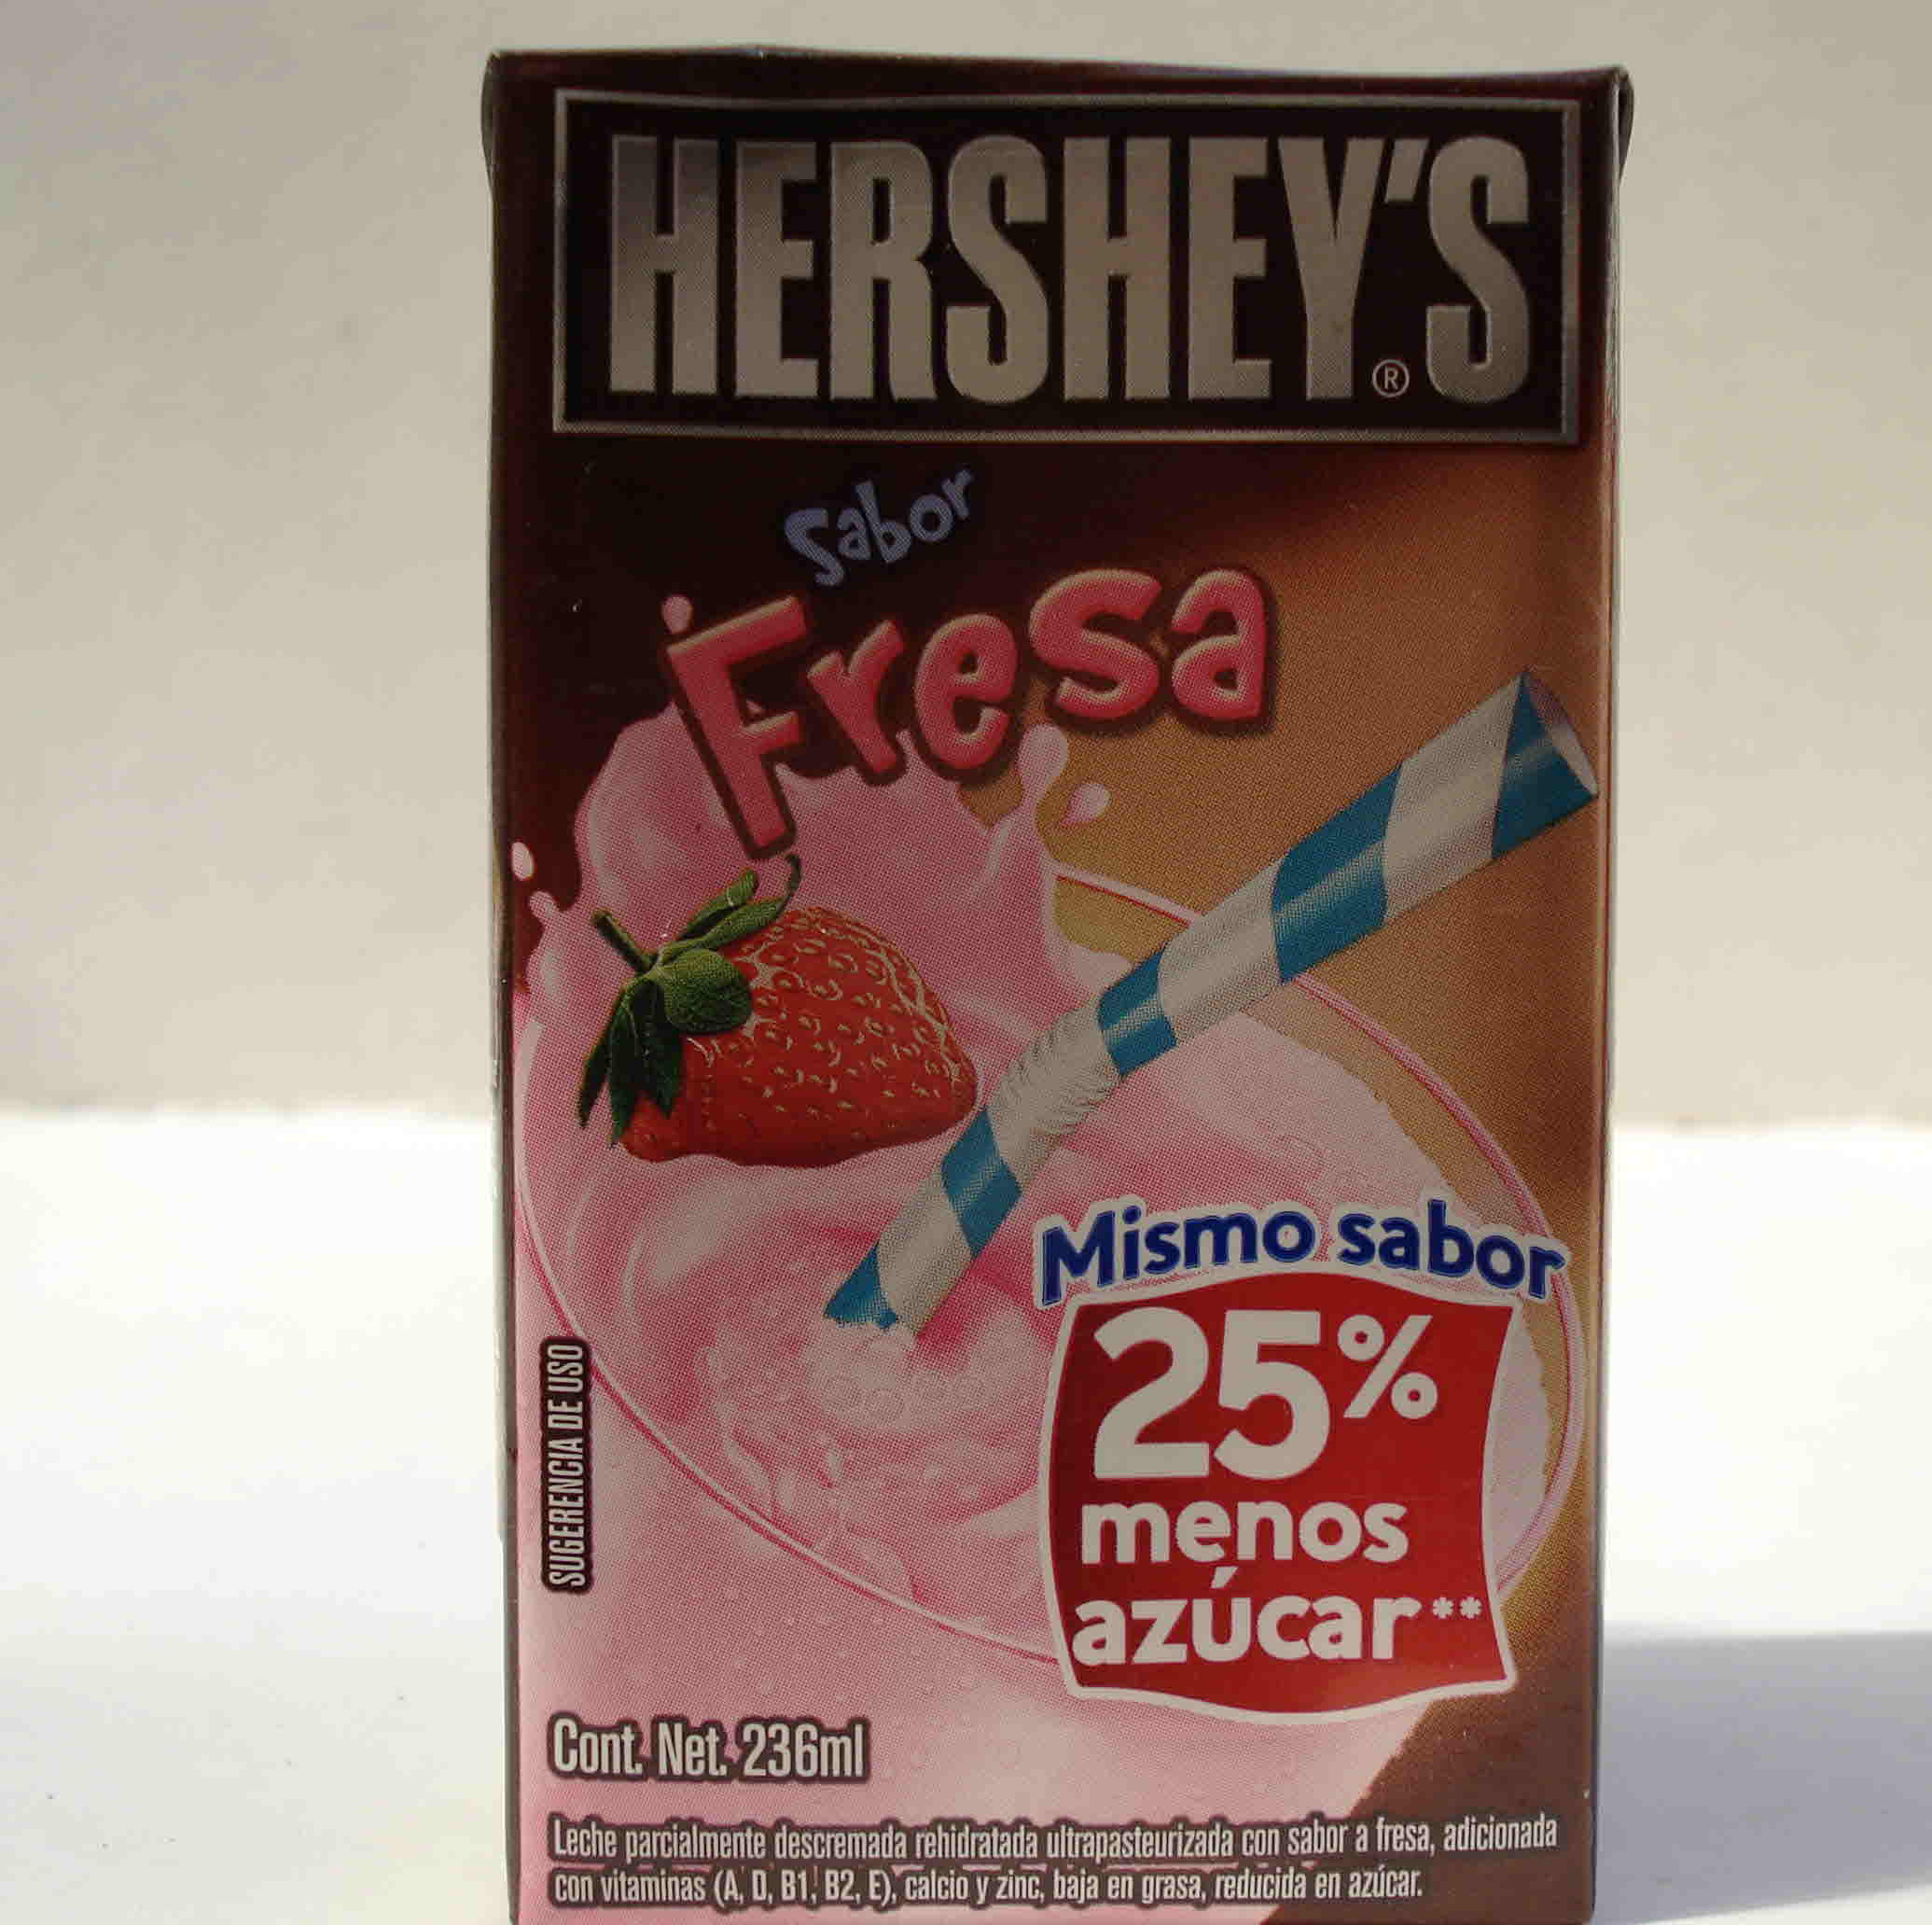 HERSHEY'S®
Sabor
Fresa
Mismo sabor
25%
menos
azúcar**
SUGERENCIA DE USO
Cont. Net. 236ml
Leche parcialmente descremada rehidratada ultrapasteurizada con sabor a fresa, adicionada
con vitaminas (A, D, B1, B2, E), calcio y zinc, baja en grasa, reducida en azúcar.